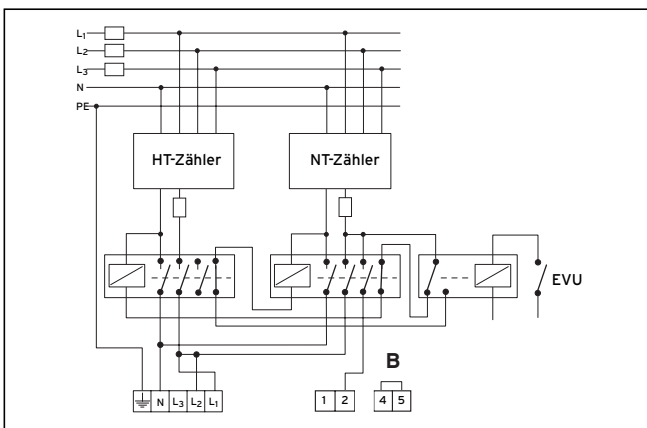 L₁
L₂
L₃
N
PE
HT-Zähler NT-Zähler
EVU
B
N L₃ L₂ L₁ 1 2 4 5